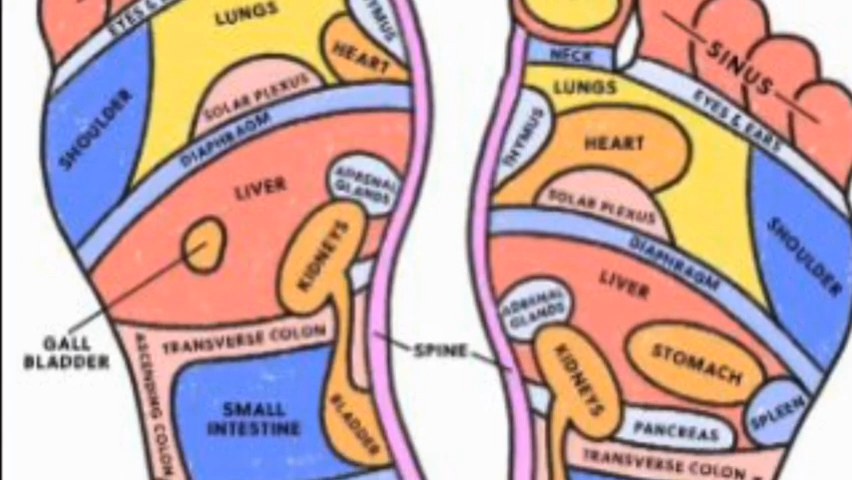 EYES &
LUNGS
THYMUS
HEART
SOLAR PLEXUS
SHOULDER
DIAPHRAGM
LIVER
ADRENAL
GLANDS
KIDNEYS
GALL
BLADDER
TRANSVERSE COLON
ASCENDING COLON
SMALL
INTESTINE
BLADDER
SPINE
NECK
SINUS
LUNGS
EYES & EARS
THYMUS
HEART
SOLAR PLEXUS
SHOULDER
DIAPHRAGM
LIVER
ADRENAL
GLANDS
STOMACH
KIDNEYS
SPLEEN
PANCREAS
TRANSVERSE COLON